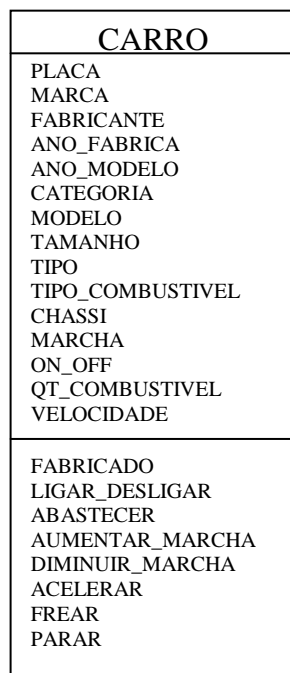 CARRO
PLACA
MARCA
FABRICANTE
ANO_FABRICA
ANO_MODELO
CATEGORIA
MODELO
TAMANHO
TIPO
TIPO_COMBUSTIVEL
CHASSI
MARCHA
ON_OFF
QT_COMBUSTIVEL
VELOCIDADE
FABRICADO
LIGAR_DESLIGAR
ABASTECER
AUMENTAR_MARCHA
DIMINUIR_MARCHA
ACELERAR
FREAR
PARAR